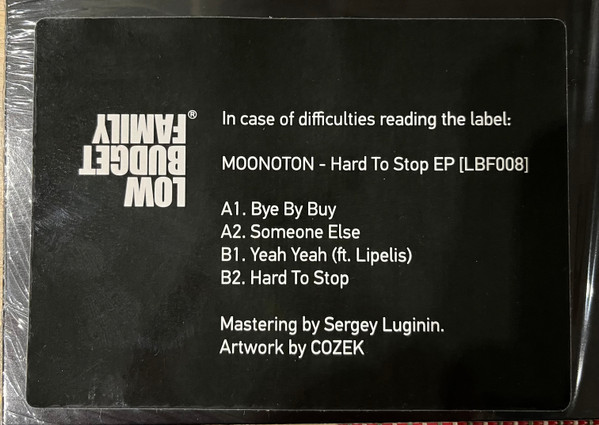 LOW
BUDGET
FAMILY®
In case of difficulties reading the label:
MOONOTON - Hard To Stop EP [LBF008]
A1. Bye By Buy
A2. Someone Else
B1. Yeah Yeah (ft. Lipelis)
B2. Hard To Stop
Mastering by Sergey Luginin.
Artwork by COZEK